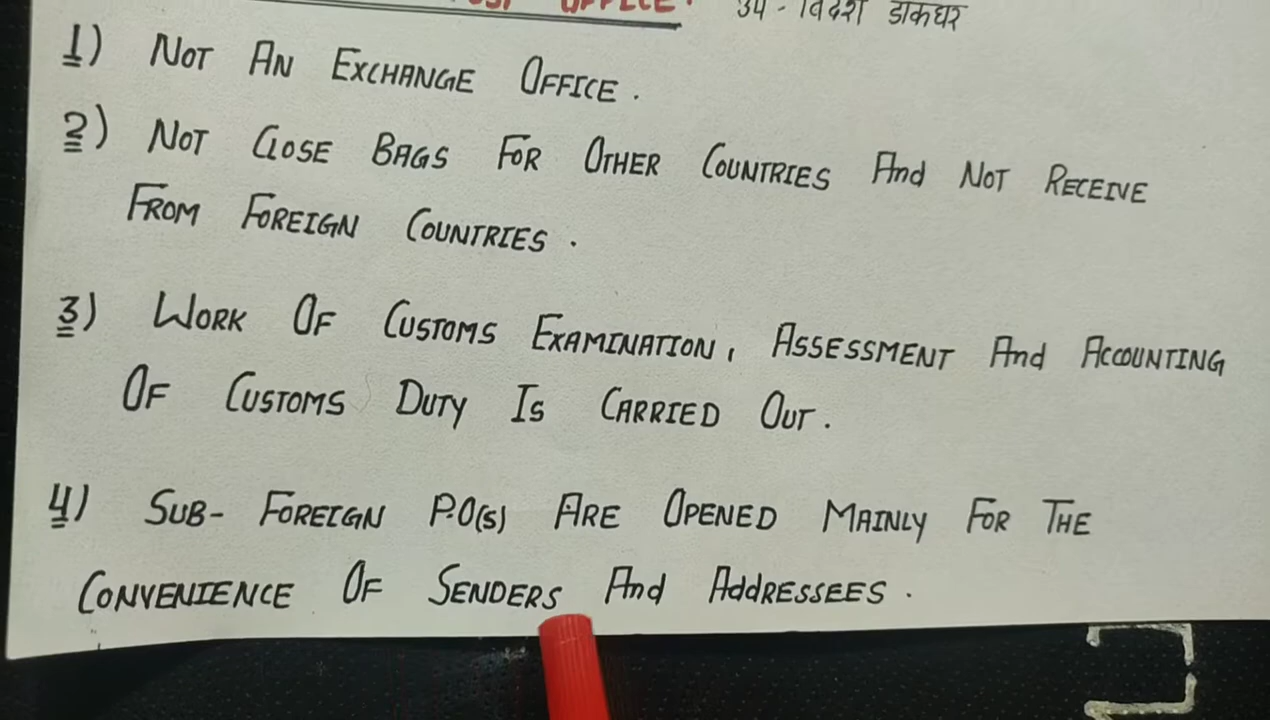 OFFICE. उप - विदेश डाकघर
1) NOT AN EXCHANGE OFFICE.
2) NOT CLOSE BAGS FOR OTHER COUNTRIES And NOT RECEIVE
FROM FOREIGN COUNTRIES.
3) WORK OF CUSTOMS EXAMINATION, ASSESSMENT And ACCOUNTING
OF CUSTOMS DUTY IS CARRIED OUT.
4) SUB- FOREIGN P.O(S) ARE OPENED MAINLY FOR THE
CONVENIENCE OF SENDERS And AddRESSEES.